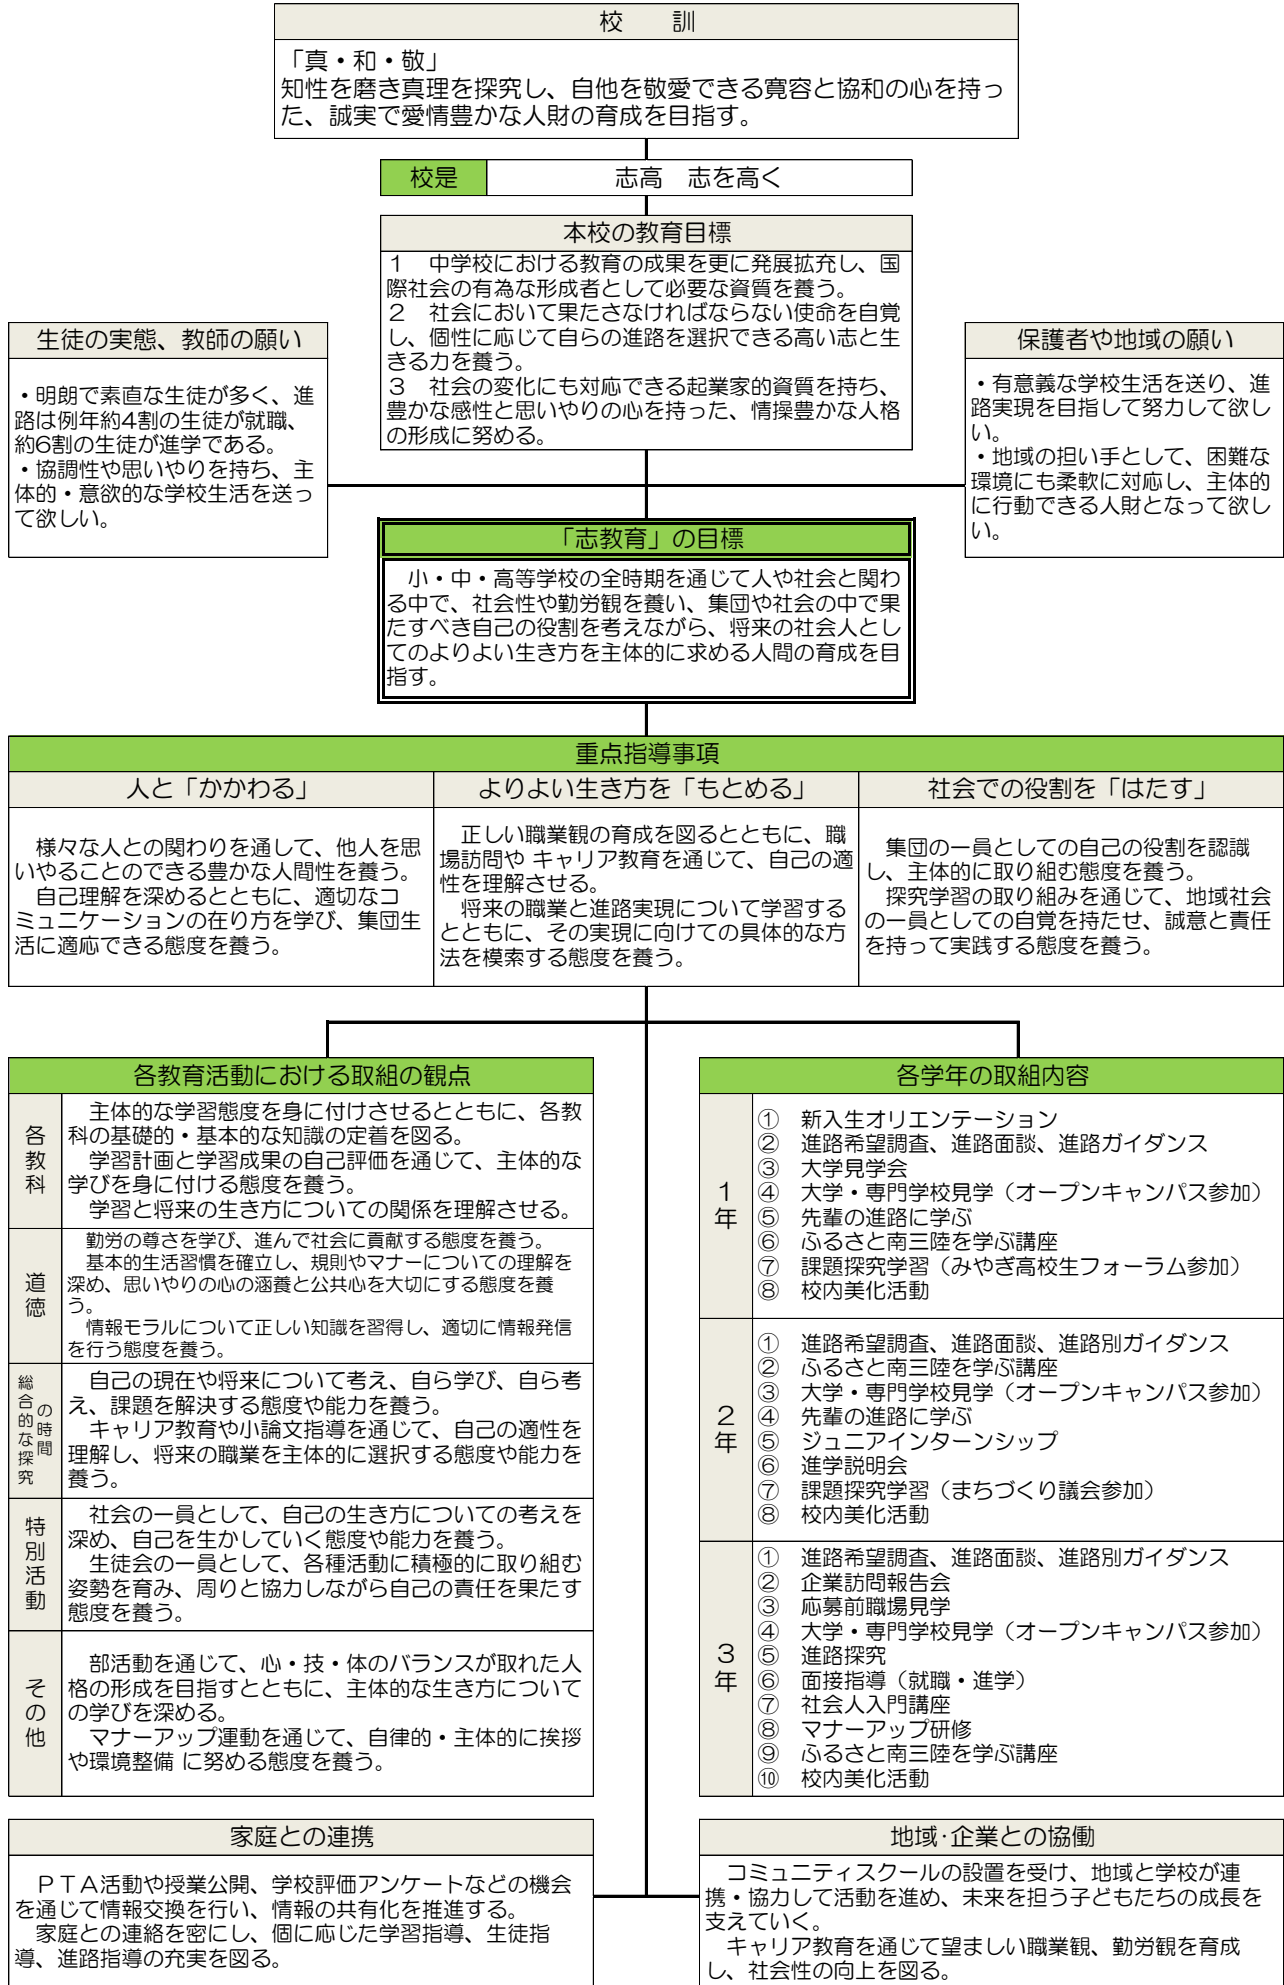 校　　訓
「真・和・敬」
知性を磨き真理を探究し、自他を敬愛できる寛容と協和の心を持っ
た、誠実で愛情豊かな人財の育成を目指す。
校是
志高　志を高く
本校の教育目標
１　中学校における教育の成果を更に発展拡充し、国
際社会の有為な形成者として必要な資質を養う。
２　社会において果たさなければならない使命を自覚
し、個性に応じて自らの進路を選択できる高い志と生
きる力を養う。
３　社会の変化にも対応できる起業家的資質を持ち、
豊かな感性と思いやりの心を持った、情操豊かな人格
の形成に努める。
生徒の実態、教師の願い
・明朗で素直な生徒が多く、進
路は例年約4割の生徒が就職、
約6割の生徒が進学である。
・協調性や思いやりを持ち、主
体的・意欲的な学校生活を送っ
て欲しい。
保護者や地域の願い
・有意義な学校生活を送り、進
路実現を目指して努力して欲し
い。
・地域の担い手として、困難な
環境にも柔軟に対応し、主体的
に行動できる人財となって欲し
い。
「志教育」の目標
　小・中・高等学校の全時期を通じて人や社会と関わ
る中で、社会性や勤労観を養い、集団や社会の中で果
たすべき自己の役割を考えながら、将来の社会人とし
てのよりよい生き方を主体的に求める人間の育成を目
指す。
重点指導事項
人と「かかわる」
　様々な人との関わりを通して、他人を思
いやることのできる豊かな人間性を養う。
　自己理解を深めるとともに、適切なコ
ミュニケーションの在り方を学び、集団生
活に適応できる態度を養う。
よりよい生き方を「もとめる」
　正しい職業観の育成を図るとともに、職
場訪問や キャリア教育を通じて、自己の適
性を理解させる。
　将来の職業と進路実現について学習する
とともに、その実現に向けての具体的な方
法を模索する態度を養う。
社会での役割を「はたす」
　集団の一員としての自己の役割を認識
し、主体的に取り組む態度を養う。
　探究学習の取り組みを通じて、地域社会
の一員としての自覚を持たせ、誠意と責任
を持って実践する態度を養う。
各教育活動における取組の観点
各教科
　主体的な学習態度を身に付けさせるとともに、各教
科の基礎的・基本的な知識の定着を図る。
　学習計画と学習成果の自己評価を通じて、主体的な
学びを身に付ける態度を養う。
　学習と将来の生き方についての関係を理解させる。
道徳
　勤労の尊さを学び、進んで社会に貢献する態度を養う。
　基本的生活習慣を確立し、規則やマナーについての理解を
深め、思いやりの心の涵養と公共心を大切にする態度を養
う。
　情報モラルについて正しい知識を習得し、適切に情報発信
を行う態度を養う。
総合的な探究
の時間
　自己の現在や将来について考え、自ら学び、自ら考
え、課題を解決する態度や能力を養う。
　キャリア教育や小論文指導を通じて、自己の適性を
理解し、将来の職業を主体的に選択する態度や能力を
養う。
特別活動
　社会の一員として、自己の生き方についての考えを
深め、自己を生かしていく態度や能力を養う。
　生徒会の一員として、各種活動に積極的に取り組む
姿勢を育み、周りと協力しながら自己の責任を果たす
態度を養う。
その他
　部活動を通じて、心・技・体のバランスが取れた人
格の形成を目指すとともに、主体的な生き方について
の学びを深める。
　マナーアップ運動を通じて、自律的・主体的に挨拶
や環境整備 に努める態度を養う。
各学年の取組内容
１年
①　新入生オリエンテーション
②　進路希望調査、進路面談、進路ガイダンス
③　大学見学会
④　大学・専門学校見学（オープンキャンパス参加）
⑤　先輩の進路に学ぶ
⑥　ふるさと南三陸を学ぶ講座
⑦　課題探究学習（みやぎ高校生フォーラム参加）
⑧　校内美化活動
２年
①　進路希望調査、進路面談、進路別ガイダンス
②　ふるさと南三陸を学ぶ講座
③　大学・専門学校見学（オープンキャンパス参加）
④　先輩の進路に学ぶ
⑤　ジュニアインターンシップ
⑥　進学説明会
⑦　課題探究学習（まちづくり議会参加）
⑧　校内美化活動
３年
①　進路希望調査、進路面談、進路別ガイダンス
②　企業訪問報告会
③　応募前職場見学
④　大学・専門学校見学（オープンキャンパス参加）
⑤　進路探究
⑥　面接指導（就職・進学）
⑦　社会人入門講座
⑧　マナーアップ研修
⑨　ふるさと南三陸を学ぶ講座
⑩　校内美化活動
家庭との連携
　ＰＴＡ活動や授業公開、学校評価アンケートなどの機会
を通じて情報交換を行い、情報の共有化を推進する。
　家庭との連絡を密にし、個に応じた学習指導、生徒指
導、進路指導の充実を図る。
地域･企業との協働
　コミュニティスクールの設置を受け、地域と学校が連
携・協力して活動を進め、未来を担う子どもたちの成長を
支えていく。
　キャリア教育を通じて望ましい職業観、勤労観を育成
し、社会性の向上を図る。